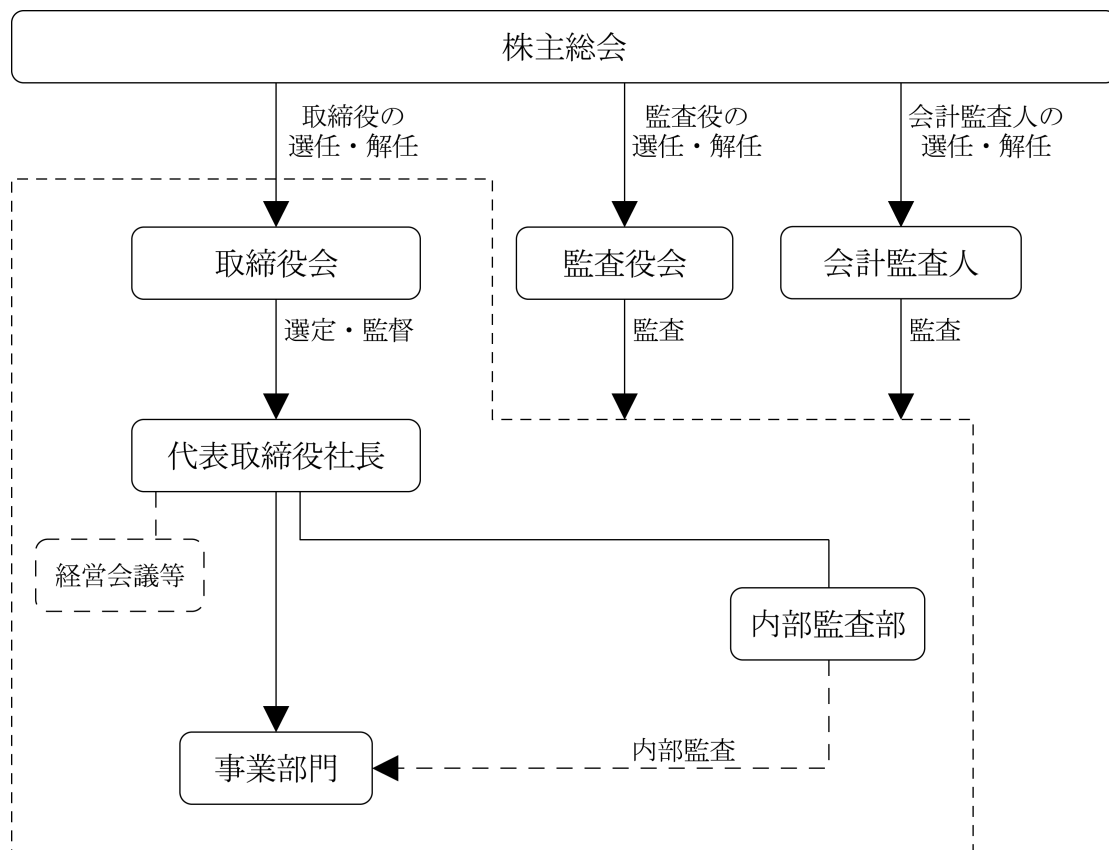 株主総会
取締役の
選任・解任
監査役の
選任・解任
会計監査人の
選任・解任
取締役会
監査役会
会計監査人
選定・監督
監査
監査
代表取締役社長
経営会議等
内部監査部
内部監査
事業部門